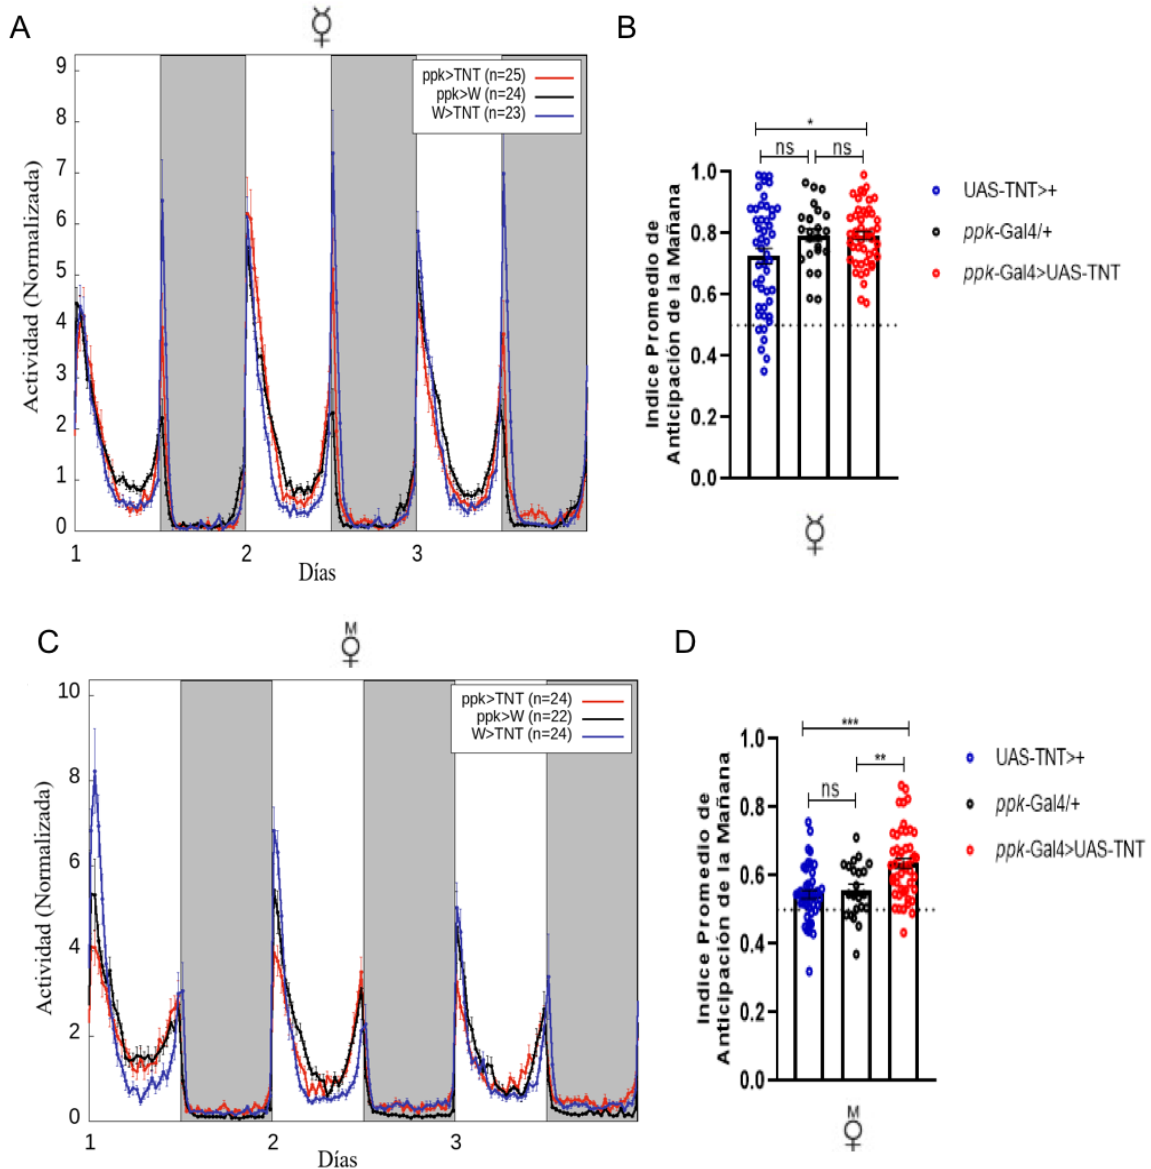 A
B
ppk>TNT (n=25)
ppk>W (n=24)
W>TNT (n=23)
Actividad (Normalizada)
9
8
7
6
5
4
3
2
1
0
1
2
3
Días
*
ns
ns
Indice Promedio de
Anticipación de la Mañana
1.0
0.8
0.6
0.4
0.2
0.0
UAS-TNT>+
ppk-Gal4/+
ppk-Gal4>UAS-TNT
C
M
D
ppk>TNT (n=24)
ppk>W (n=22)
W>TNT (n=24)
Actividad (Normalizada)
10
8
6
4
2
0
1
2
3
Días
***
**
ns
Indice Promedio de
Anticipación de la Mañana
1.0
0.8
0.6
0.4
0.2
0.0
UAS-TNT>+
ppk-Gal4/+
ppk-Gal4>UAS-TNT
M